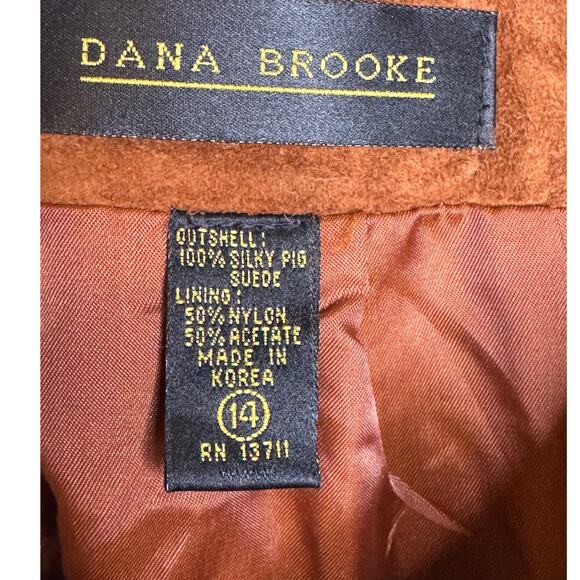 DANA BROOKE
OUTSHELL:
100% SILKY PIG
SUEDE
LINING:
50% NYLON
50% ACETATE
MADE IN
KOREA
14
RN 13711